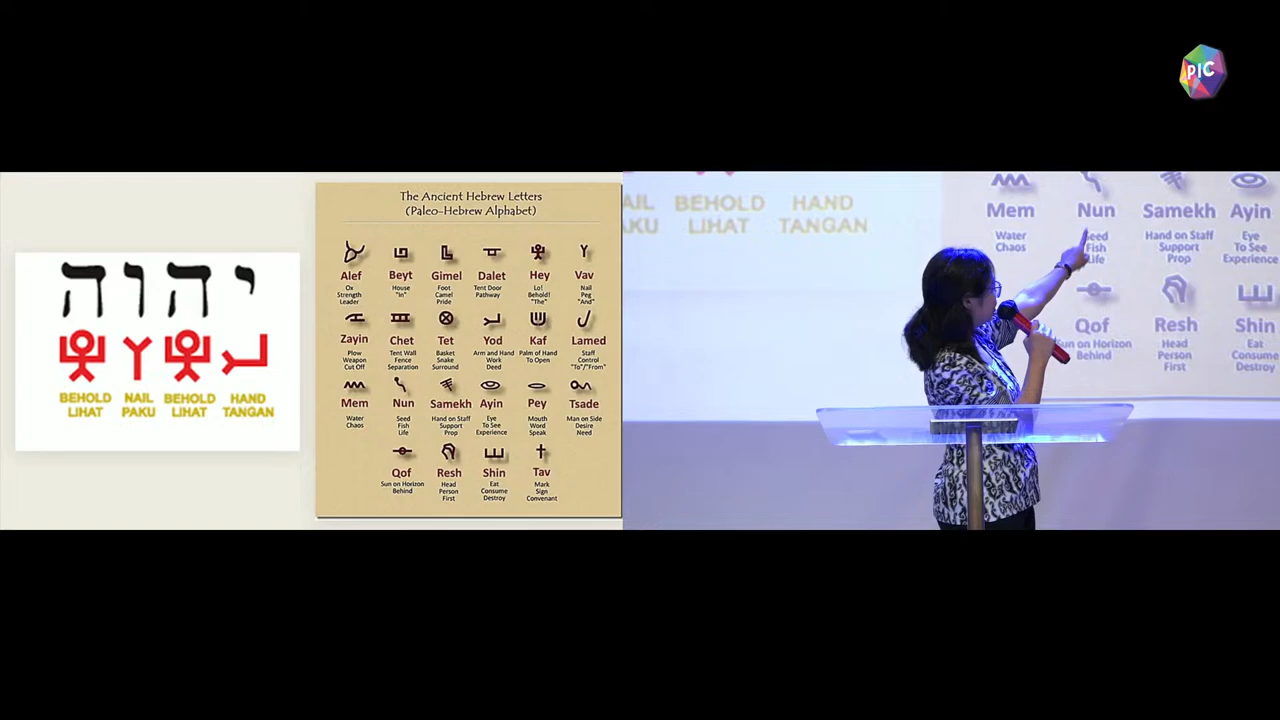 PIC
יהוה
BEHOLD NAIL BEHOLD HAND
LIHAT PAKU LIHAT TANGAN
The Ancient Hebrew Letters
(Paleo-Hebrew Alphabet)
Alef Beyt Gimel Dalet Hey Vav
Ox House Foot Tent Door Lo! Nail
Strength "In" Camel Pathway Behold! Peg
Leader Pride "The" "And"
Zayin Chet Tet Yod Kaf Lamed
Plow Tent Wall Basket Arm and Hand Palm of Hand Staff
Weapon Fence Snake Work To Open Control
Cut Off Separation Surround Deed "To"/"From"
Mem Nun Samekh Ayin Pey Tsade
Water Seed Hand on Staff Eye Mouth Man on Side
Chaos Fish Support To See Word Desire
Life Prop Experience Speak Need
Qof Resh Shin Tav
Sun on Horizon Head Eat Mark
Behind Person Consume Sign
First Destroy Convenant
AIL BEHOLD HAND
AKU LIHAT TANGAN
Mem Nun Samekh Ayin
Water Seed Hand on Staff Eye
Chaos Fish Support To See
Life Prop Experience
Qof Resh Shin
Sun on Horizon Head Eat
Behind Person Consume
First Destroy